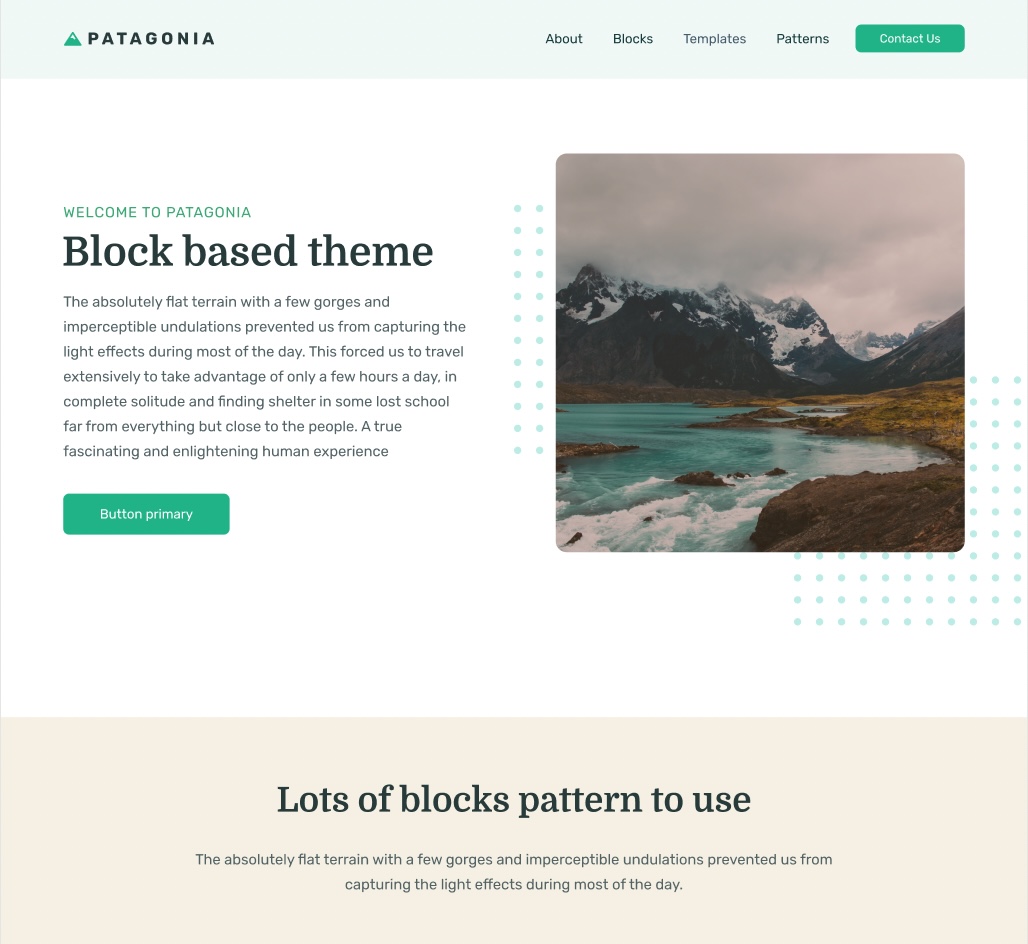 PATAGONIA
About Blocks Templates Patterns Contact Us
WELCOME TO PATAGONIA
Block based theme
The absolutely flat terrain with a few gorges and
imperceptible undulations prevented us from capturing the
light effects during most of the day. This forced us to travel
extensively to take advantage of only a few hours a day, in
complete solitude and finding shelter in some lost school
far from everything but close to the people. A true
fascinating and enlightening human experience
Button primary
Lots of blocks pattern to use
The absolutely flat terrain with a few gorges and imperceptible undulations prevented us from
capturing the light effects during most of the day.